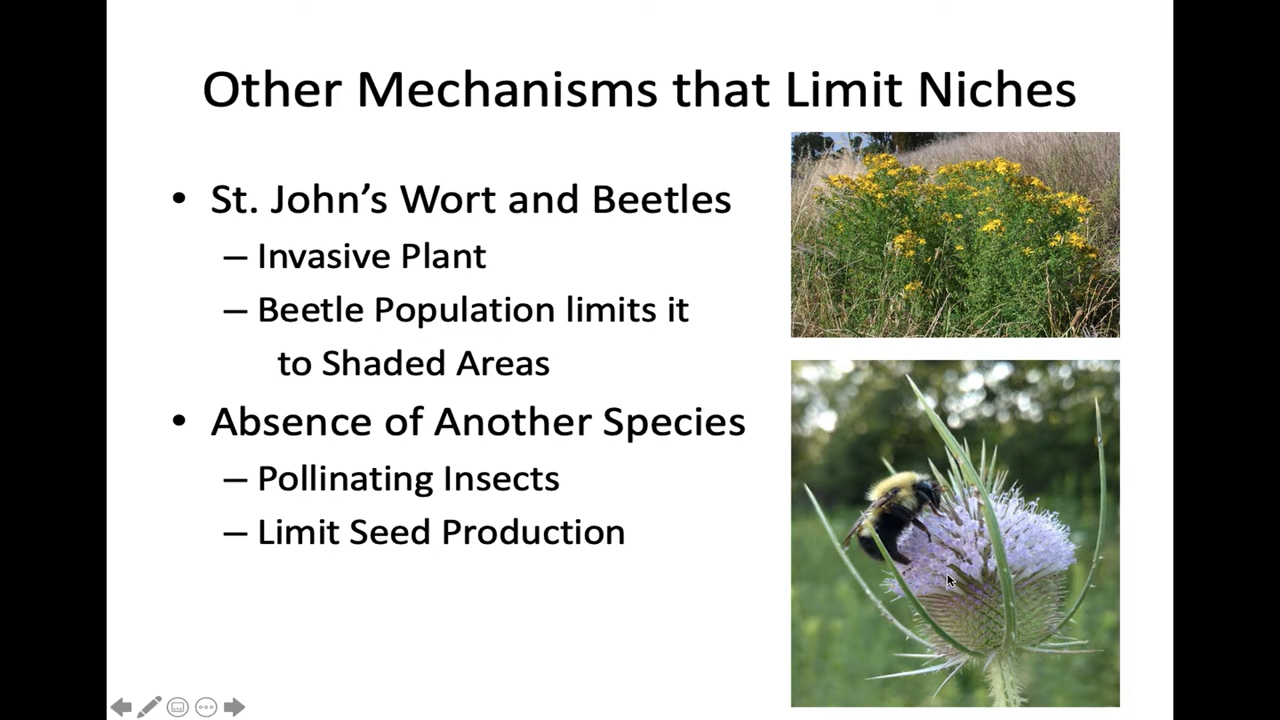 Other Mechanisms that Limit Niches
• St. John’s Wort and Beetles
– Invasive Plant
– Beetle Population limits it
to Shaded Areas
• Absence of Another Species
– Pollinating Insects
– Limit Seed Production